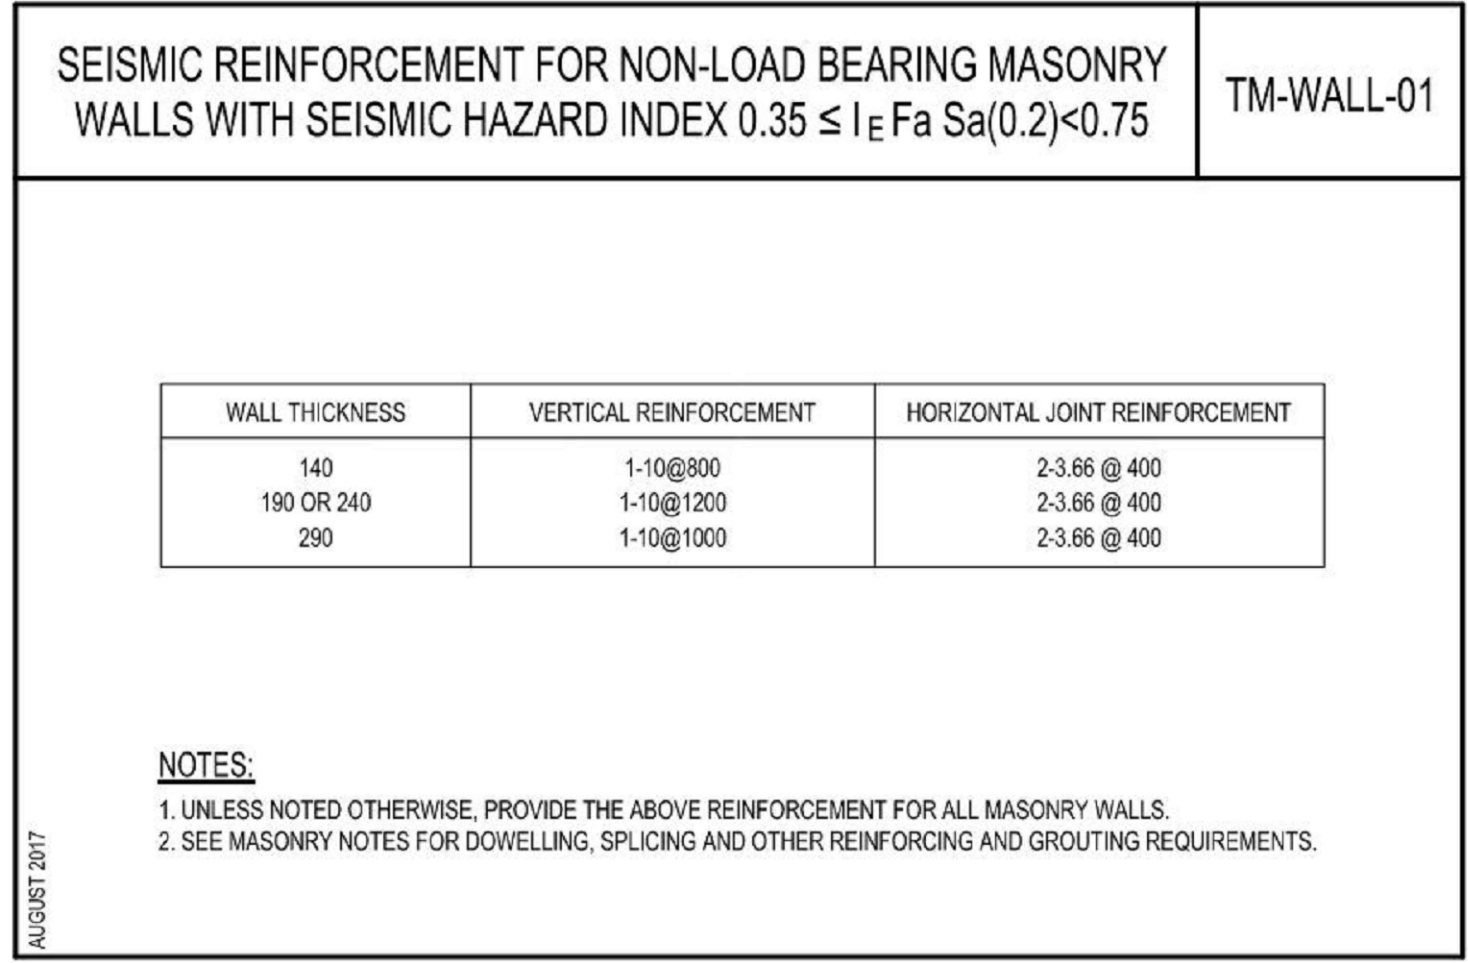 SEISMIC REINFORCEMENT FOR NON-LOAD BEARING MASONRY
WALLS WITH SEISMIC HAZARD INDEX 0.35 ≤ I E Fa Sa(0.2)<0.75
TM-WALL-01
WALL THICKNESS VERTICAL REINFORCEMENT HORIZONTAL JOINT REINFORCEMENT
140 1-10@800 2-3.66 @ 400
190 OR 240 1-10@1200 2-3.66 @ 400
290 1-10@1000 2-3.66 @ 400
NOTES:
1. UNLESS NOTED OTHERWISE, PROVIDE THE ABOVE REINFORCEMENT FOR ALL MASONRY WALLS.
2. SEE MASONRY NOTES FOR DOWELLING, SPLICING AND OTHER REINFORCING AND GROUTING REQUIREMENTS.
AUGUST 2017